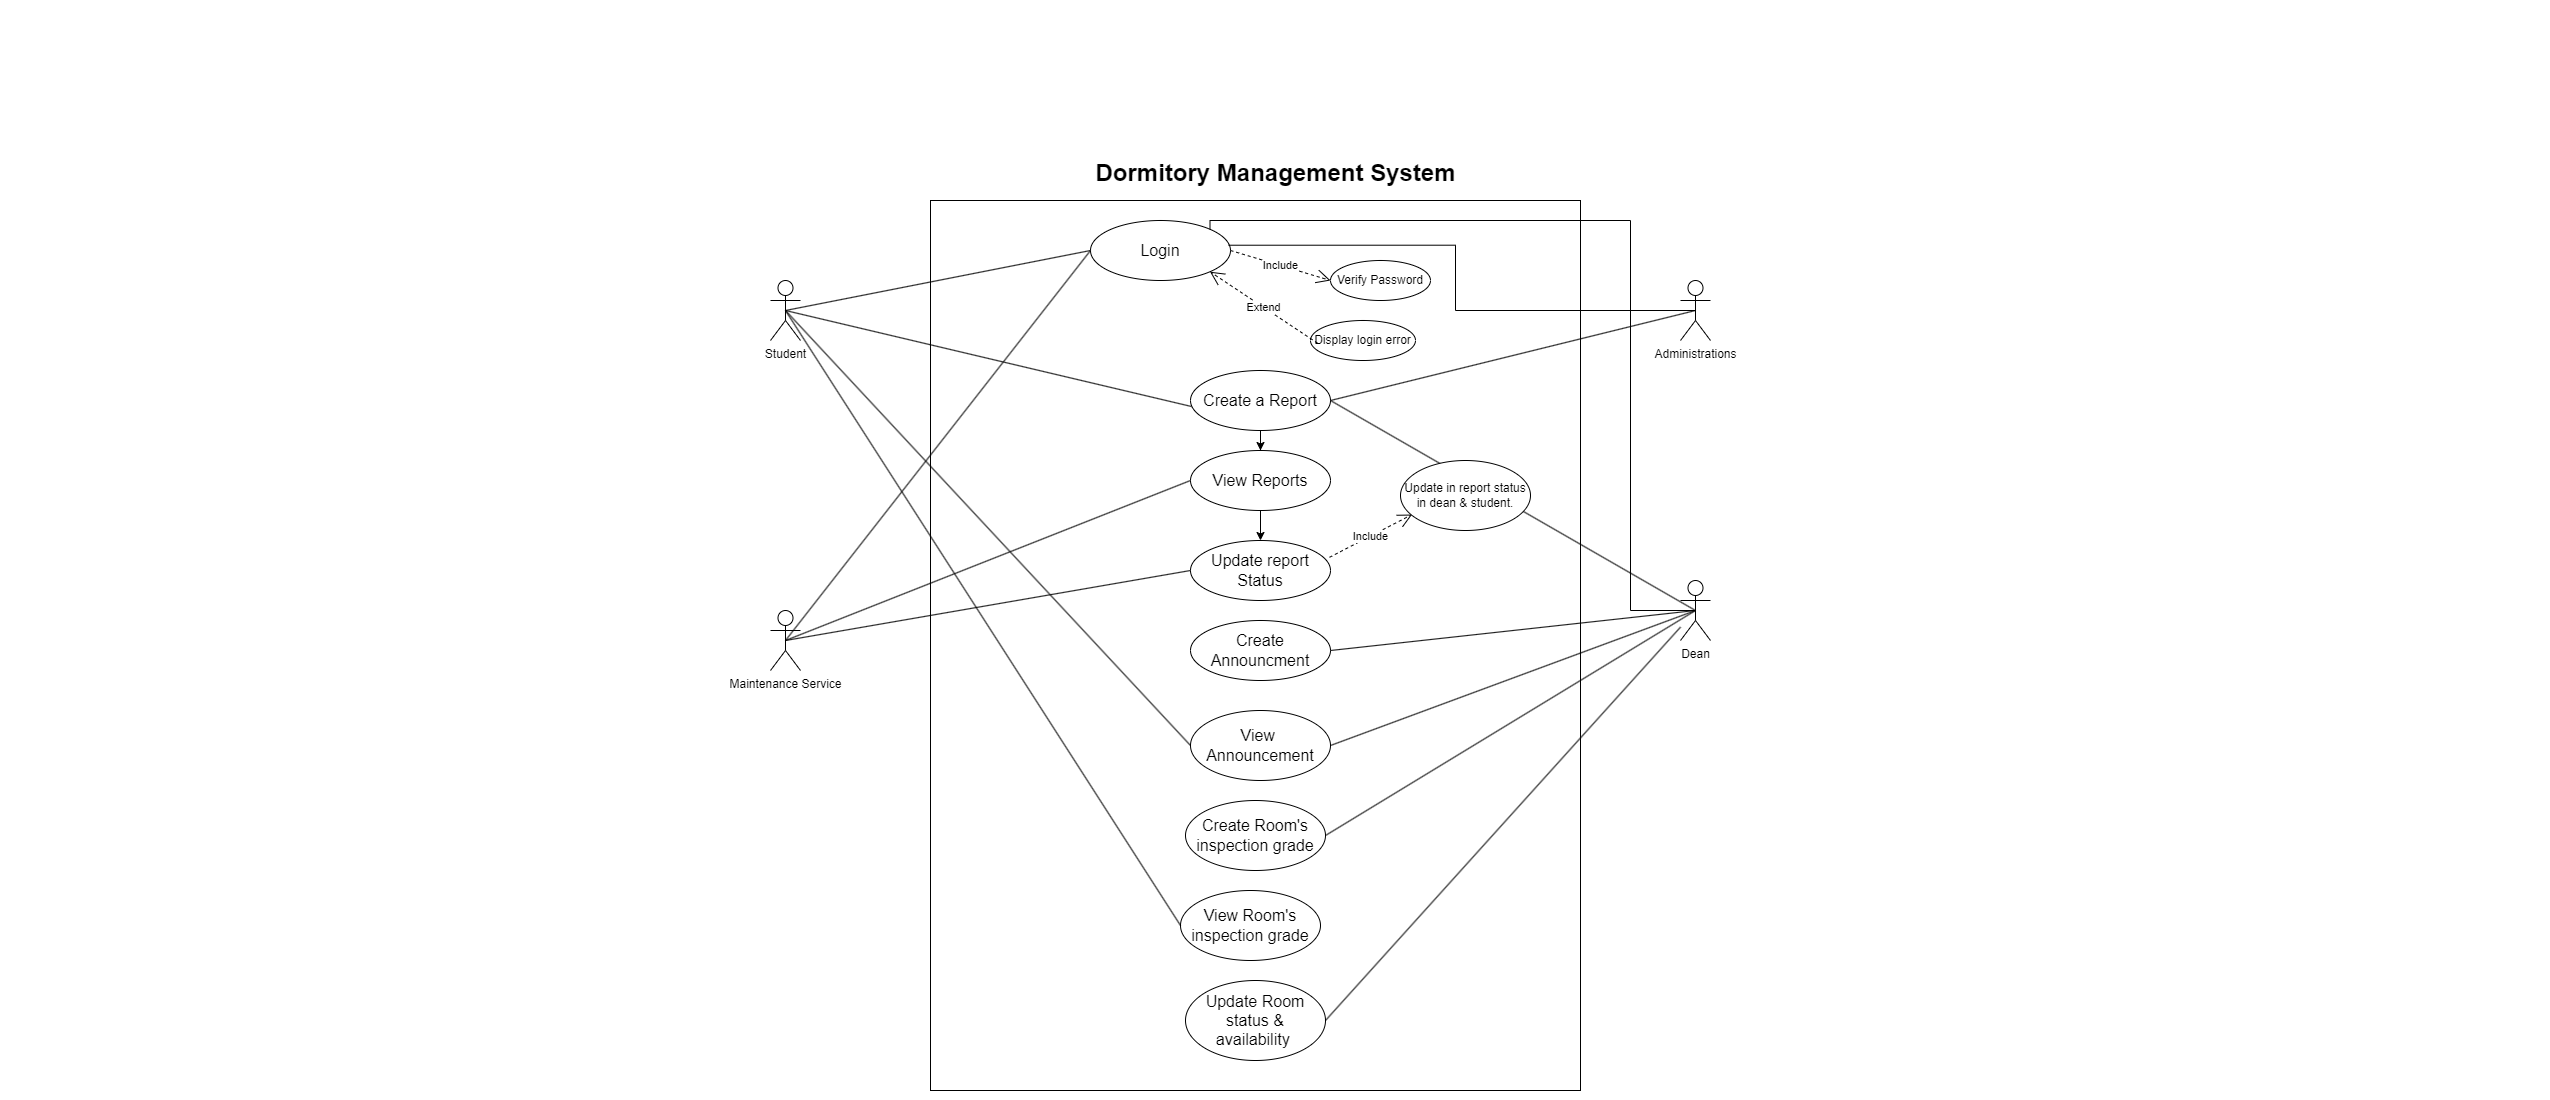 Dormitory Management System
Login
Include
Verify Password
Extend
Display login error
Student
Administrations
Create a Report
View Reports
Update in report status
in dean & student.
Include
Update report
Status
Maintenance Service
Create
Announcment
Dean
View
Announcement
Create Room's
inspection grade
View Room's
inspection grade
Update Room
status &
availability